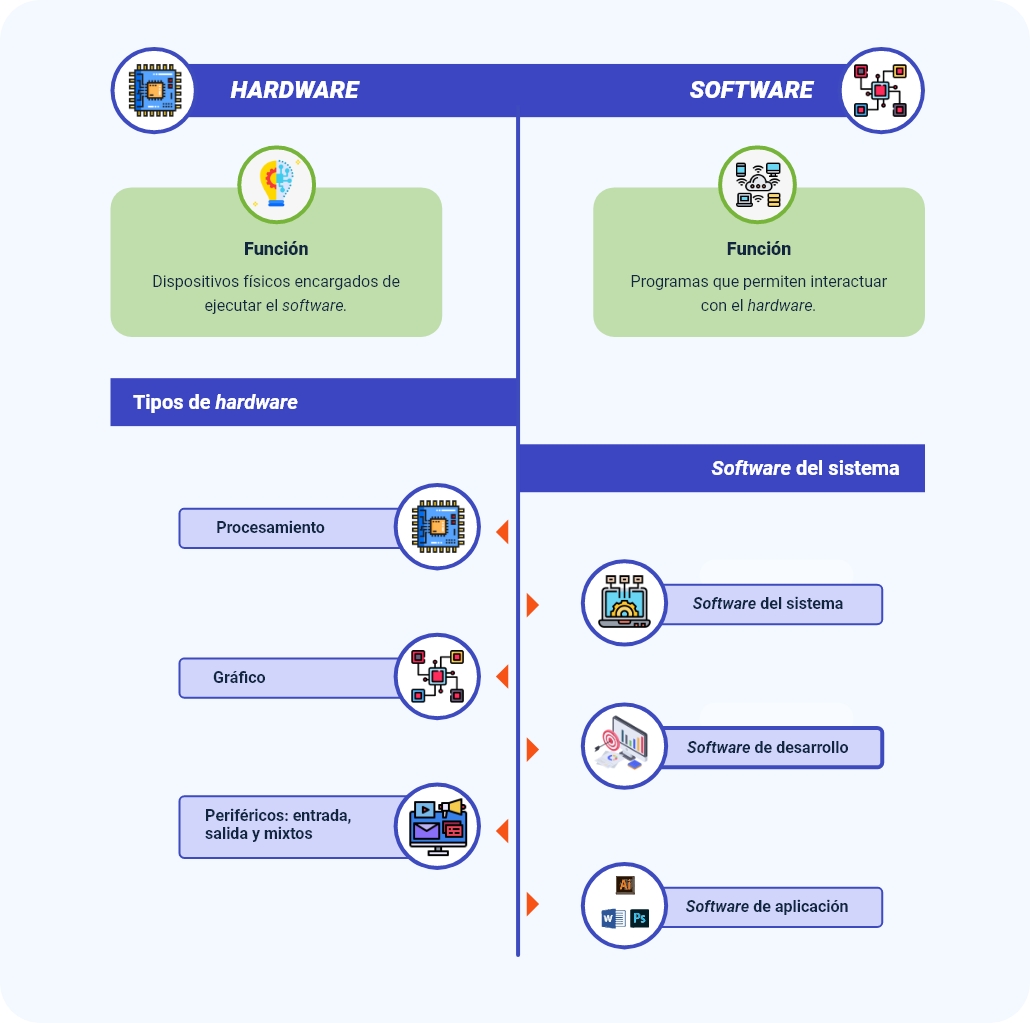 HARDWARE
SOFTWARE
Función
Dispositivos físicos encargados de
ejecutar el software.
Función
Programas que permiten interactuar
con el hardware.
Tipos de hardware
Software del sistema
Procesamiento
Software del sistema
Gráfico
Software de desarrollo
Periféricos: entrada,
salida y mixtos
Ai
W
Ps
Software de aplicación